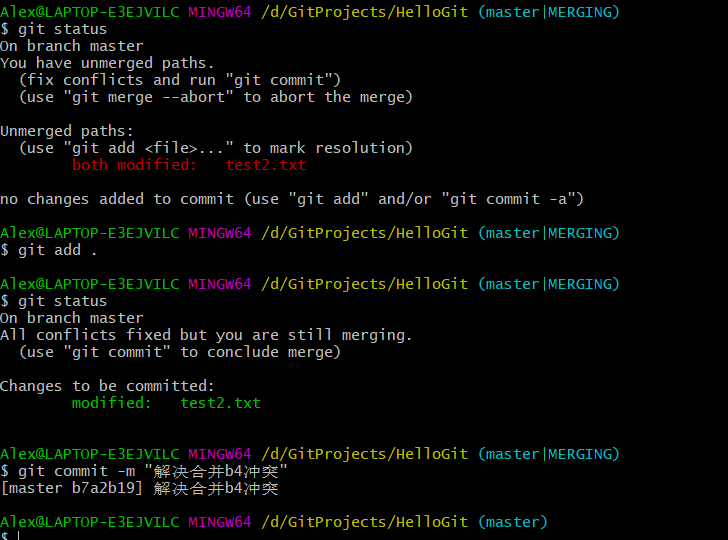 Alex@LAPTOP-E3EJVILC MINGW64 /d/GitProjects/HelloGit (master|MERGING)
$ git status
On branch master
You have unmerged paths.
  (fix conflicts and run "git commit")
  (use "git merge --abort" to abort the merge)

Unmerged paths:
  (use "git add <file>..." to mark resolution)
        both modified:   test2.txt

no changes added to commit (use "git add" and/or "git commit -a")

Alex@LAPTOP-E3EJVILC MINGW64 /d/GitProjects/HelloGit (master|MERGING)
$ git add .

Alex@LAPTOP-E3EJVILC MINGW64 /d/GitProjects/HelloGit (master|MERGING)
$ git status
On branch master
All conflicts fixed but you are still merging.
  (use "git commit" to conclude merge)

Changes to be committed:
        modified:   test2.txt

Alex@LAPTOP-E3EJVILC MINGW64 /d/GitProjects/HelloGit (master|MERGING)
$ git commit -m "解决合并b4冲突"
[master b7a2b19] 解决合并b4冲突

Alex@LAPTOP-E3EJVILC MINGW64 /d/GitProjects/HelloGit (master)
$